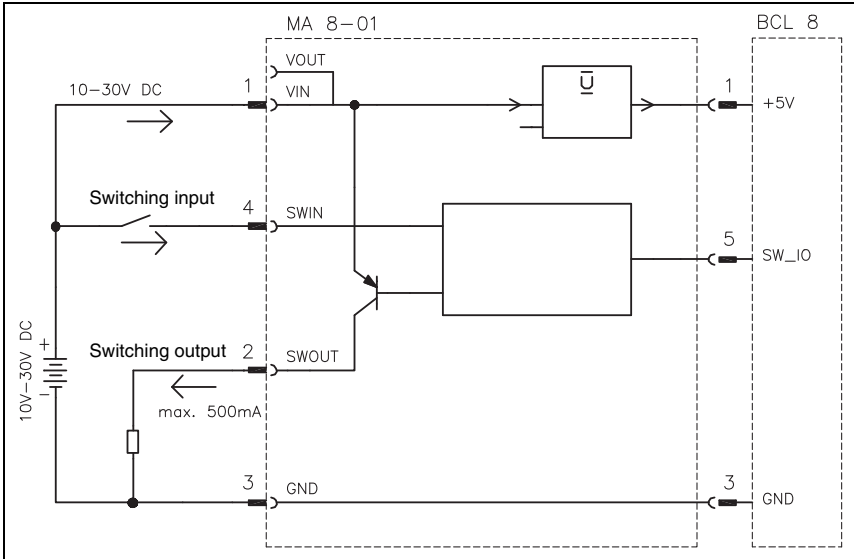 MA 8-01
BCL 8
VOUT
10-30V DC
1
VIN
U
1
+5V
Switching input
4
SWIN
5
SW_IO
10V-30V DC
+
-
Switching output
2
SWOUT
max. 500mA
3
GND
3
GND